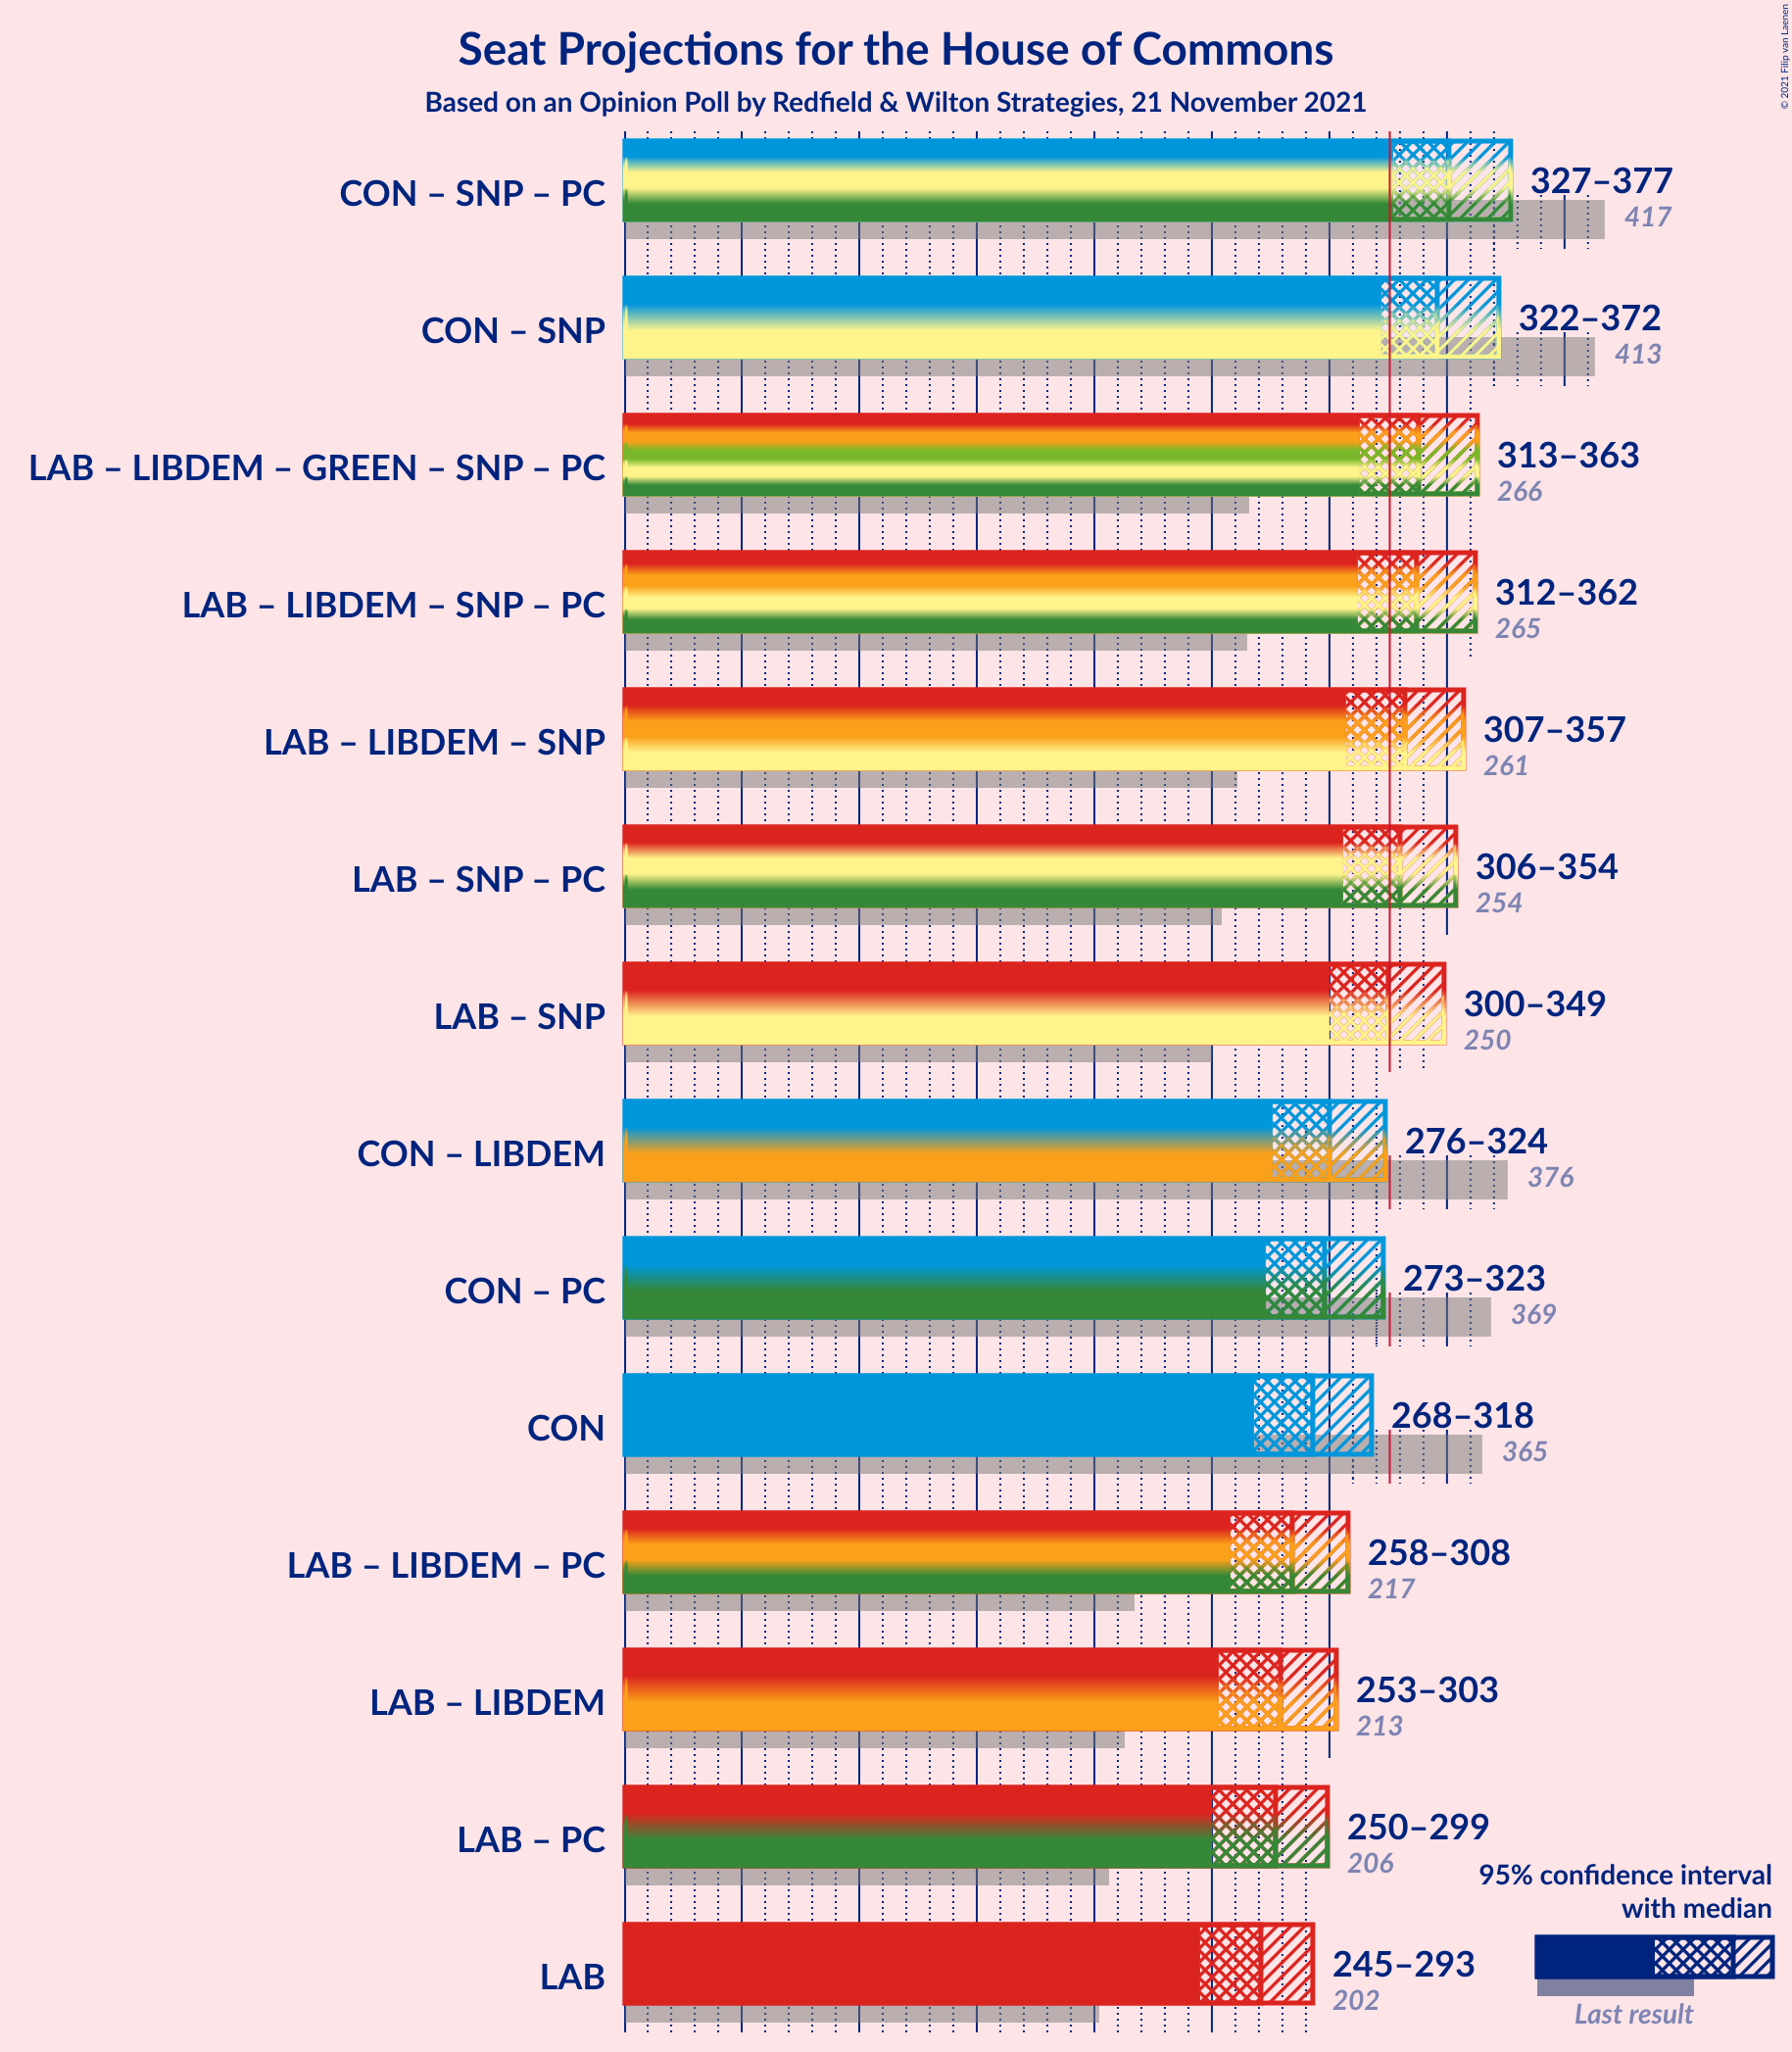 Seat Projections for the House of Commons
Based on an Opinion Poll by Redfield & Wilton Strategies, 21 November 2021
© 2021 Filip van Laenen
CON – SNP – PC
327–377
417
CON – SNP
322–372
413
LAB – LIBDEM – GREEN – SNP – PC
313–363
266
LAB – LIBDEM – SNP – PC
312–362
265
LAB – LIBDEM – SNP
307–357
261
LAB – SNP – PC
306–354
254
LAB – SNP
300–349
250
CON – LIBDEM
276–324
376
CON – PC
273–323
369
CON
268–318
365
LAB – LIBDEM – PC
258–308
217
LAB – LIBDEM
253–303
213
LAB – PC
250–299
206
LAB
245–293
202
95% confidence interval
with median
Last result